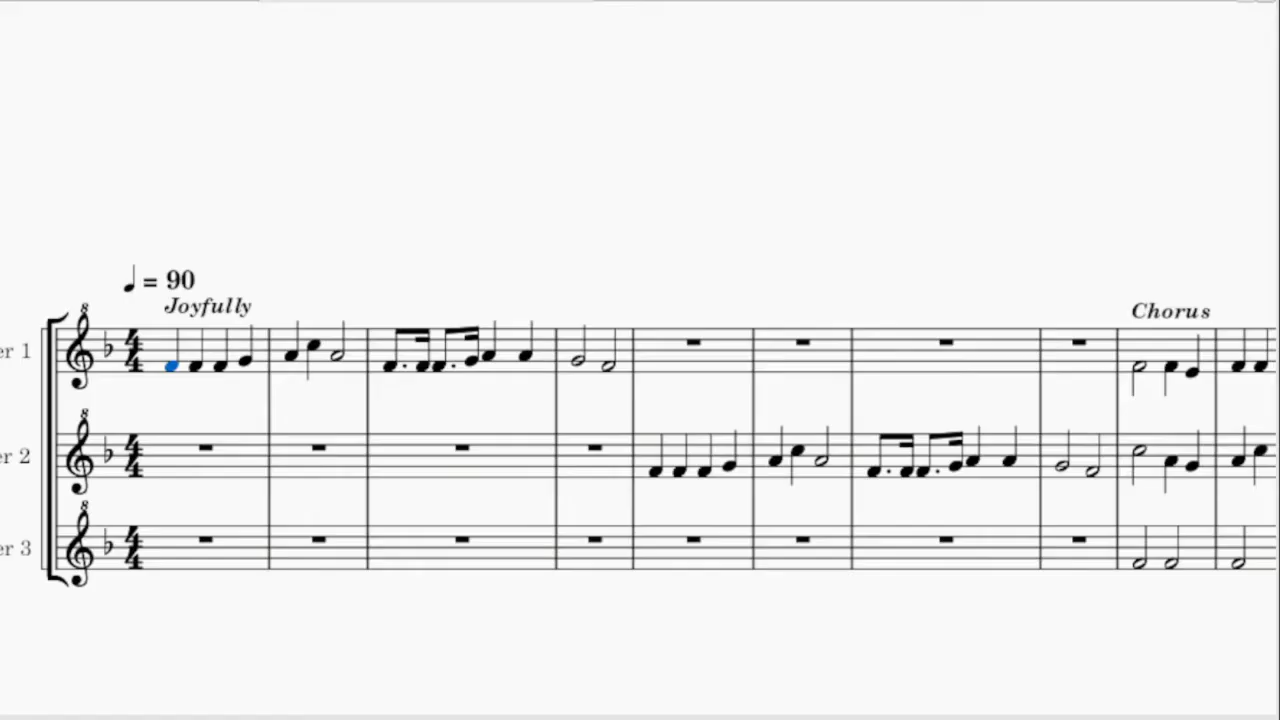 ♩ = 90
Joyfully
Chorus
er 1
er 2
er 3